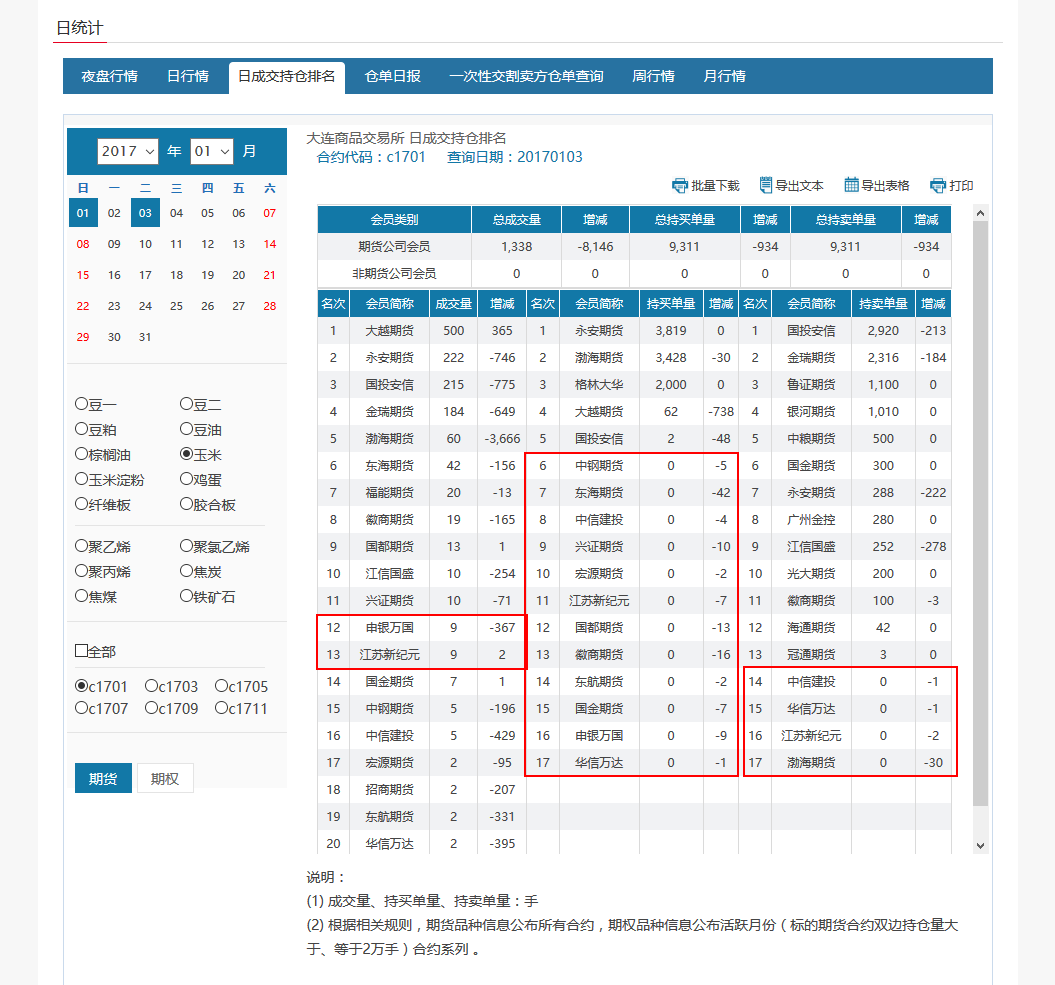 日统计
夜盘行情 日行情 日成交持仓排名 仓单日报 一次性交割卖方仓单查询 周行情 月行情
2017 年 01 月
日 一 二 三 四 五 六
01 02 03 04 05 06 07
08 09 10 11 12 13 14
15 16 17 18 19 20 21
22 23 24 25 26 27 28
29 30 31
豆一 豆二
豆粕 豆油
棕榈油 玉米
玉米淀粉 鸡蛋
纤维板 胶合板
聚乙烯 聚氯乙烯
聚丙烯 焦炭
焦煤 铁矿石
全部
c1701 c1703 c1705
c1707 c1709 c1711
期货 期权
大连商品交易所 日成交持仓排名
合约代码：c1701 查询日期：20170103
批量下载 导出文本 导出表格 打印
会员类别 总成交量 增减 总持买单量 增减 总持卖单量 增减
期货公司会员 1,338 -8,146 9,311 -934 9,311 -934
非期货公司会员 0 0 0 0 0 0
名次 会员简称 成交量 增减 名次 会员简称 持买单量 增减 名次 会员简称 持卖单量 增减
1 大越期货 500 365 1 永安期货 3,819 0 1 国投安信 2,920 -213
2 永安期货 222 -746 2 渤海期货 3,428 -30 2 金瑞期货 2,316 -184
3 国投安信 215 -775 3 格林大华 2,000 0 3 鲁证期货 1,100 0
4 金瑞期货 184 -649 4 大越期货 62 -738 4 银河期货 1,010 0
5 渤海期货 60 -3,666 5 国投安信 2 -48 5 中粮期货 500 0
6 东海期货 42 -156 6 中钢期货 0 -5 6 国金期货 300 0
7 福能期货 20 -13 7 东海期货 0 -42 7 永安期货 288 -222
8 徽商期货 19 -165 8 中信建投 0 -4 8 广州金控 280 0
9 国都期货 13 1 9 兴证期货 0 -10 9 江信国盛 252 -278
10 江信国盛 10 -254 10 宏源期货 0 -2 10 光大期货 200 0
11 兴证期货 10 -71 11 江苏新纪元 0 -7 11 徽商期货 100 -3
12 申银万国 9 -367 12 国都期货 0 -13 12 海通期货 42 0
13 江苏新纪元 9 2 13 徽商期货 0 -16 13 冠通期货 3 0
14 国金期货 7 1 14 东航期货 0 -2 14 中信建投 0 -1
15 中钢期货 5 -196 15 国金期货 0 -7 15 华信万达 0 -1
16 中信建投 5 -429 16 申银万国 0 -9 16 江苏新纪元 0 -2
17 宏源期货 2 -95 17 华信万达 0 -1 17 渤海期货 0 -30
18 招商期货 2 -207
19 东航期货 2 -331
20 华信万达 2 -395
说明：
(1) 成交量、持买单量、持卖单量：手
(2) 根据相关规则，期货品种信息公布所有合约，期权品种信息公布活跃月份（标的期货合约双边持仓量大
于、等于2万手）合约系列 。